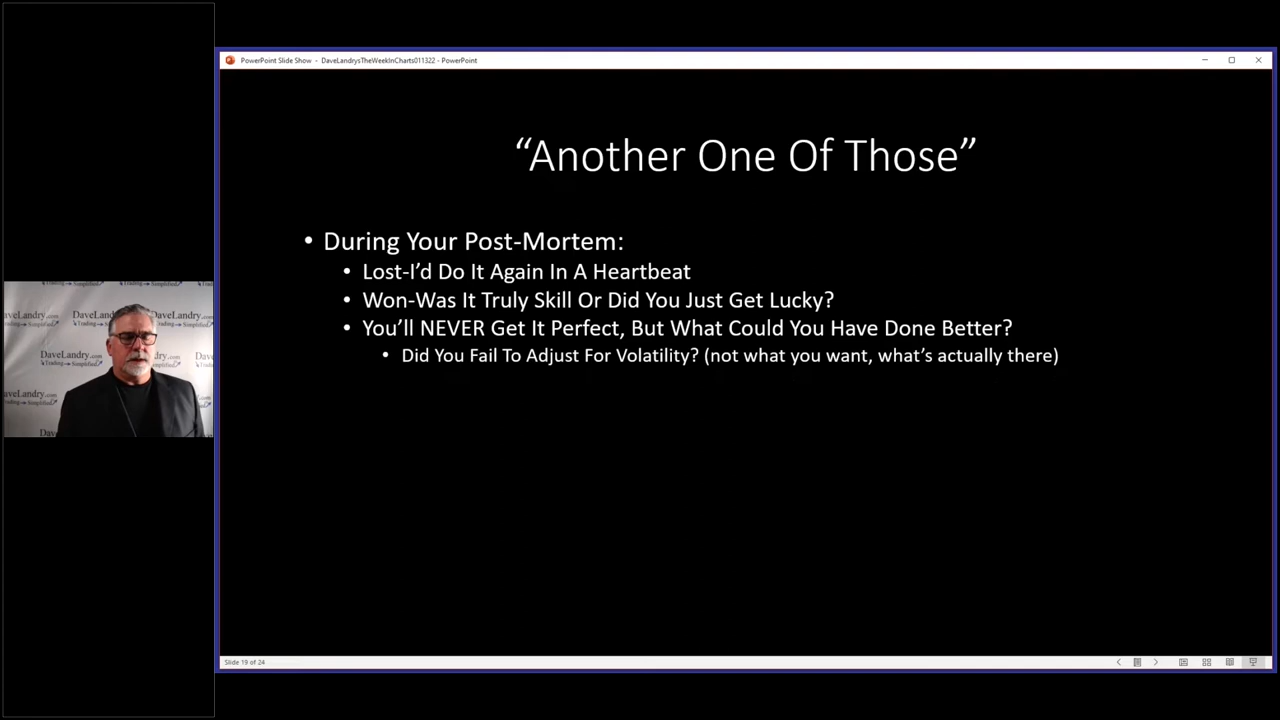 PowerPoint Slide Show - DaveLandrysTheWeekInCharts011322 - PowerPoint
“Another One Of Those”
• During Your Post-Mortem:
• Lost-I’d Do It Again In A Heartbeat
• Won-Was It Truly Skill Or Did You Just Get Lucky?
• You’ll NEVER Get It Perfect, But What Could You Have Done Better?
• Did You Fail To Adjust For Volatility? (not what you want, what’s actually there)
DaveLandry.com
Trading Simplified
Slide 19 of 24